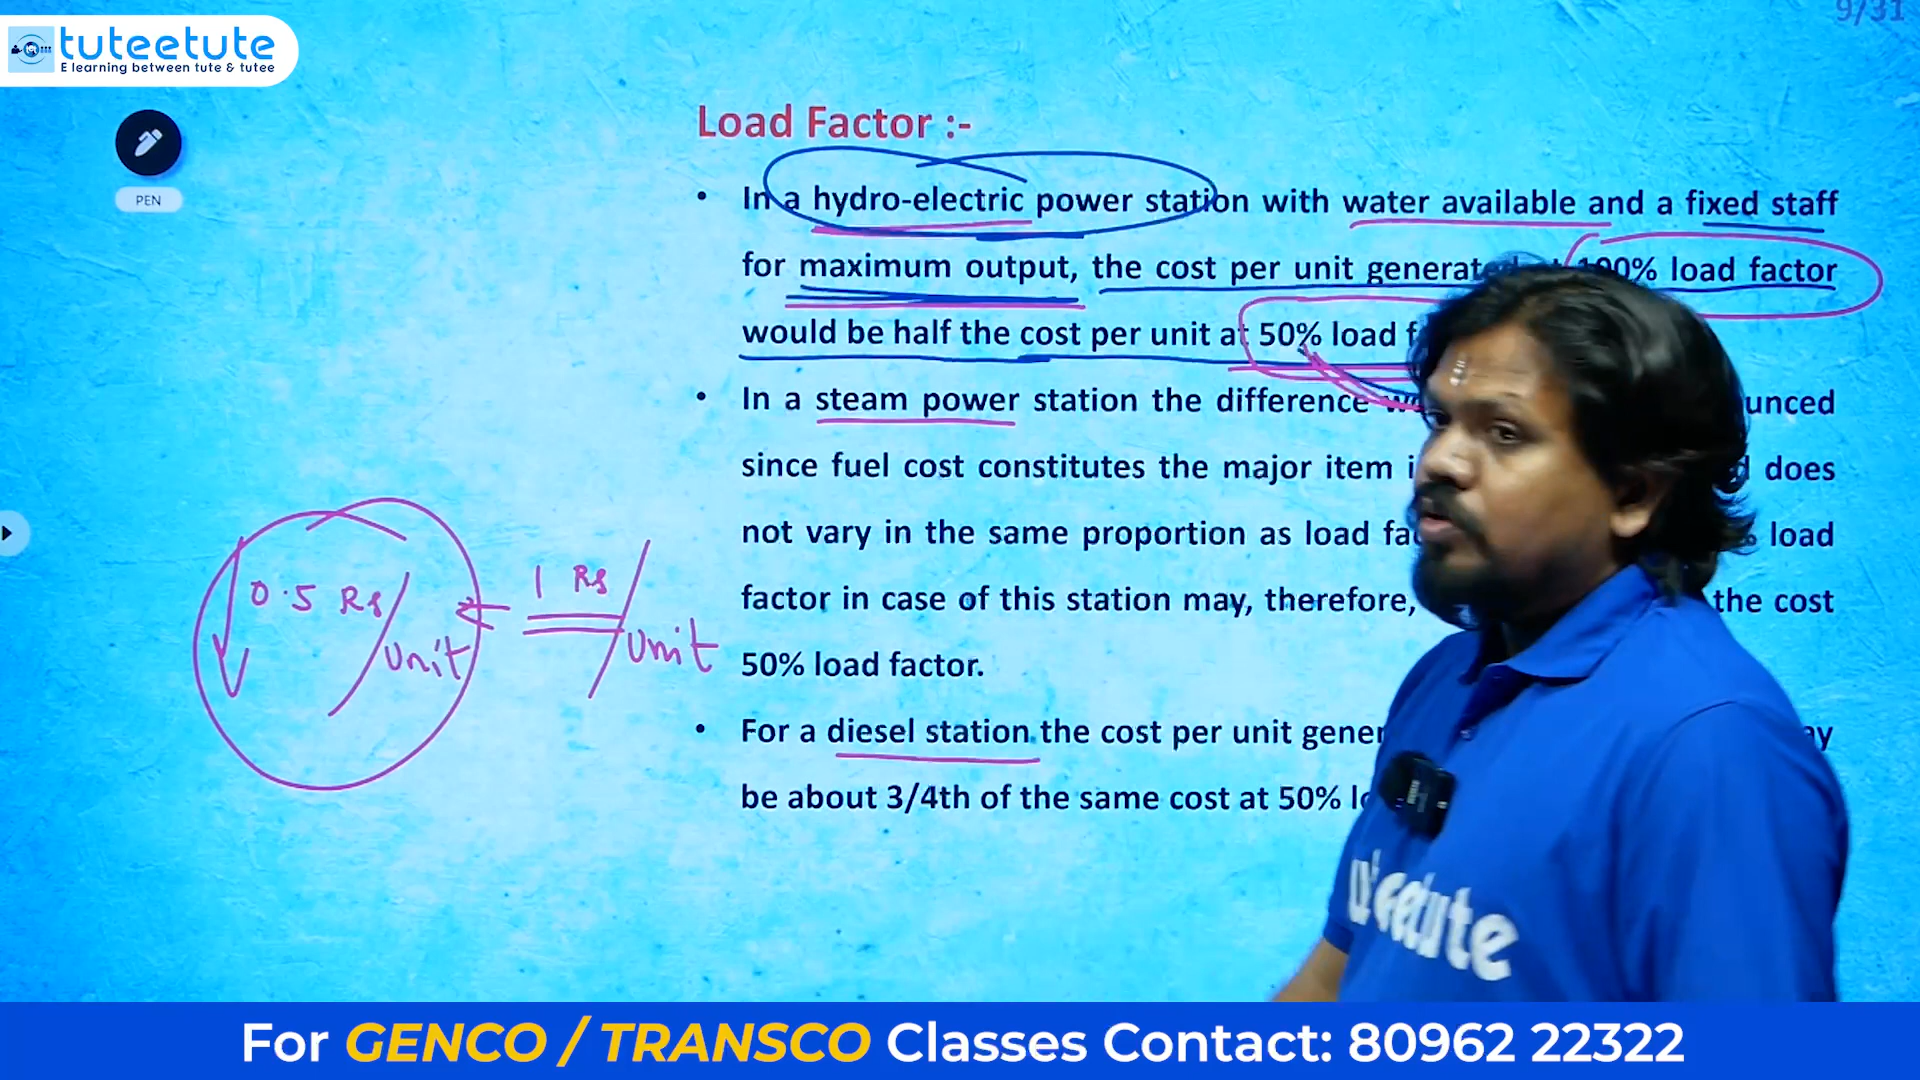 9/31
tuteetute
E learning between tute & tutee
PEN
Load Factor :-
• In a hydro-electric power station with water available and a fixed staff
for maximum output, the cost per unit 100% load factor
would be half the cost per unit at 50% load
• In a steam power station the difference
since fuel cost constitutes the major item does
not vary in the same proportion as load load
factor in case of this station may, therefore, the cost
50% load factor.
• For a diesel station the cost per unit
be about 3/4th of the same cost at 50%
0.5 Rs/unit
1 Rs/unit
uteetute
For GENCO / TRANSCO Classes Contact: 80962 22322